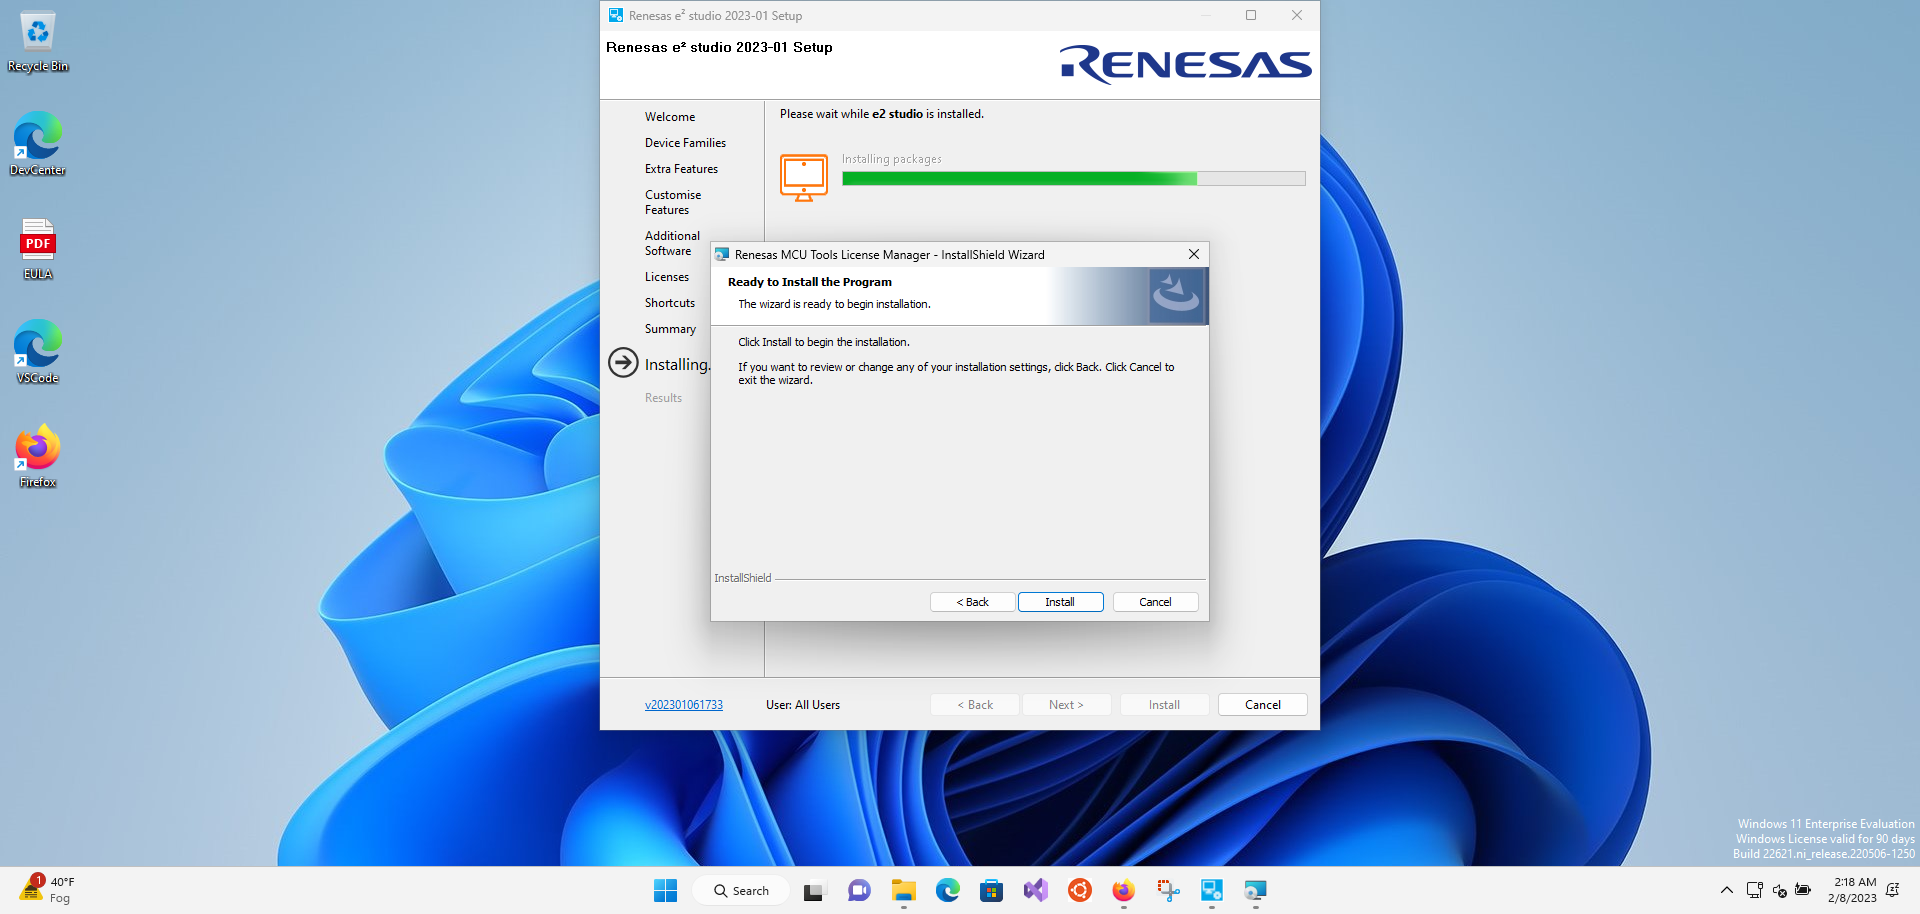 Recycle Bin
DevCenter
PDF
EULA
VSCode
Firefox
Renesas e² studio 2023-01 Setup
Renesas e² studio 2023-01 Setup
RENESAS
Welcome
Device Families
Extra Features
Customise
Features
Additional
Software
Licenses
Shortcuts
Summary
Installing.
Results
Please wait while e2 studio is installed.
Installing packages
Renesas MCU Tools License Manager - InstallShield Wizard
Ready to Install the Program
The wizard is ready to begin installation.
Click Install to begin the installation.
If you want to review or change any of your installation settings, click Back. Click Cancel to
exit the wizard.
InstallShield
< Back Install Cancel
v202301061733 User: All Users < Back Next > Install Cancel
Windows 11 Enterprise Evaluation
Windows License valid for 90 days
Build 22621.ni_release.220506-1250
1
40°F
Fog
Search
2:18 AM
2/8/2023